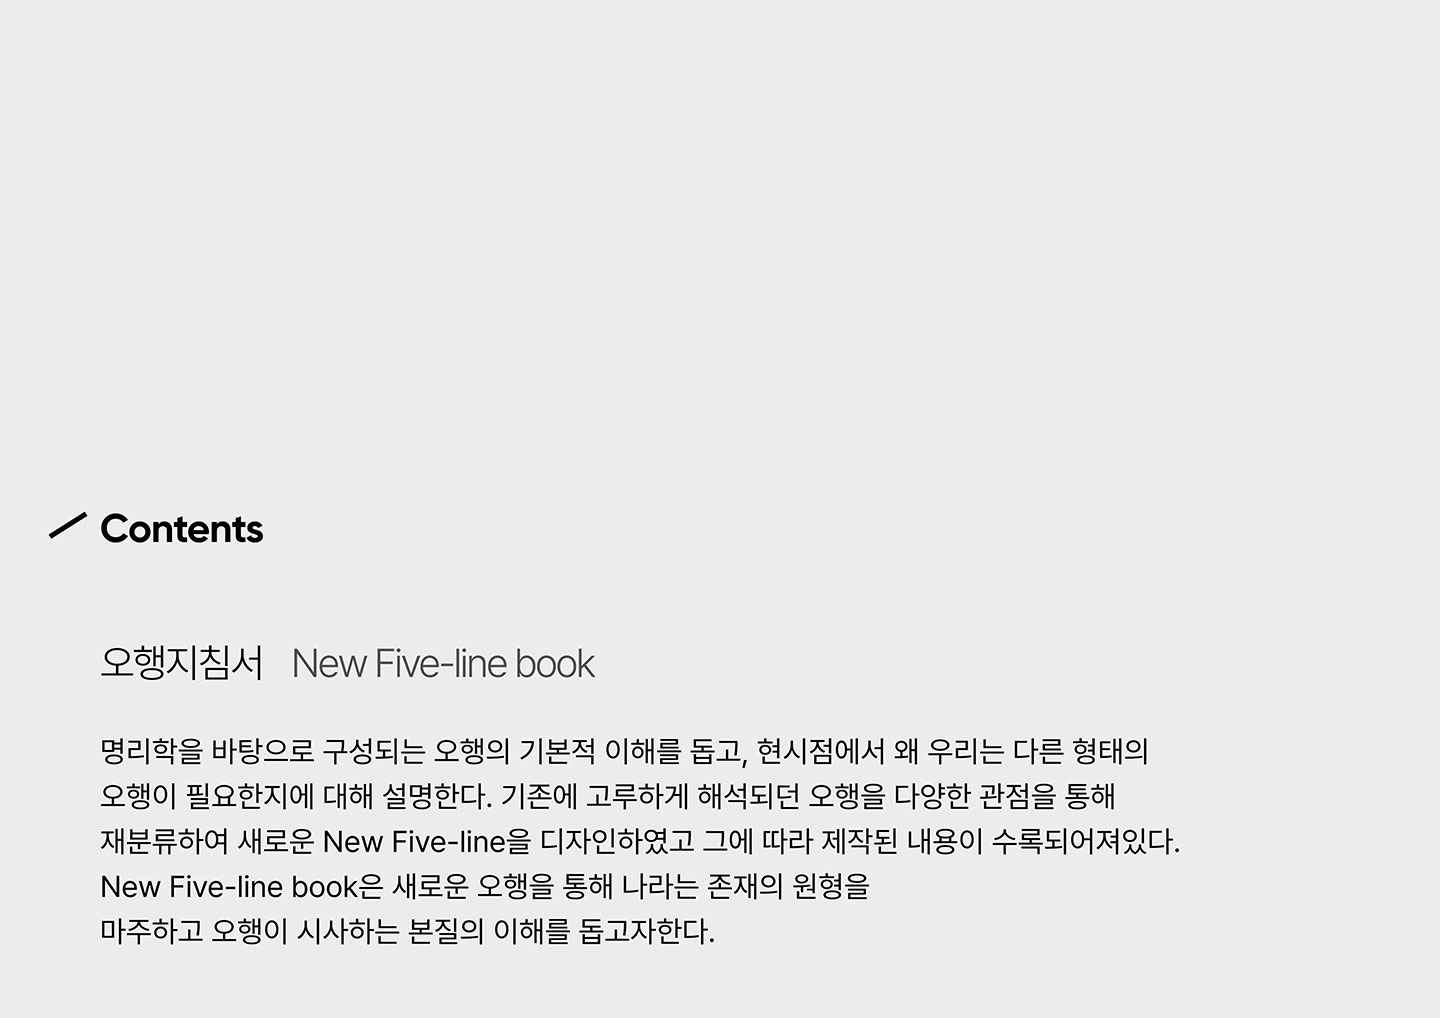 Contents
오행지침서 New Five-line book
명리학을 바탕으로 구성되는 오행의 기본적 이해를 돕고, 현시점에서 왜 우리는 다른 형태의
오행이 필요한지에 대해 설명한다. 기존에 고루하게 해석되던 오행을 다양한 관점을 통해
재분류하여 새로운 New Five-line을 디자인하였고 그에 따라 제작된 내용이 수록되어져있다.
New Five-line book은 새로운 오행을 통해 나라는 존재의 원형을
마주하고 오행이 시사하는 본질의 이해를 돕고자한다.